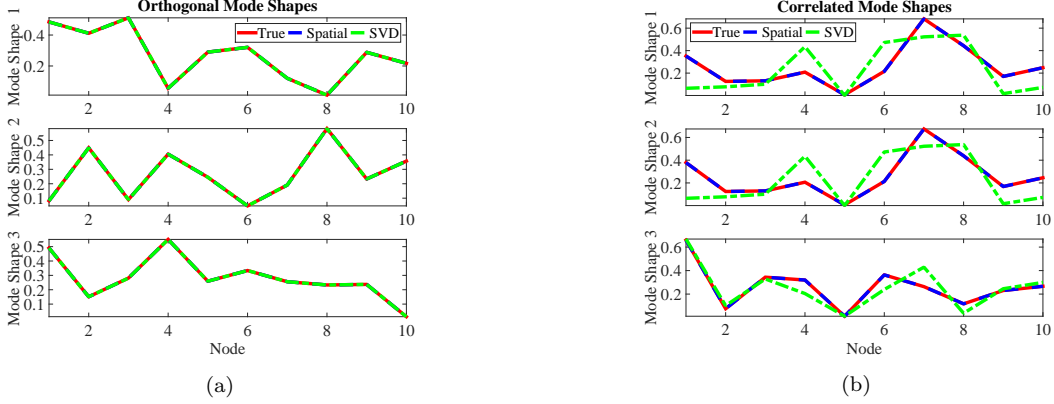 Orthogonal Mode Shapes
True Spatial SVD
Mode Shape 1
0.4
0.2
2 4 6 8 10
Mode Shape 2
0.5
0.4
0.3
0.1
2 4 6 8 10
Mode Shape 3
0.5
0.4
0.3
0.2
0.1
2 4 6 8 10
Node
(a)
Correlated Mode Shapes
True Spatial SVD
Mode Shape 1
0.6
0.4
0.2
2 4 6 8 10
Mode Shape 2
0.6
0.4
0.2
2 4 6 8 10
Mode Shape 3
0.6
0.4
0.2
2 4 6 8 10
Node
(b)